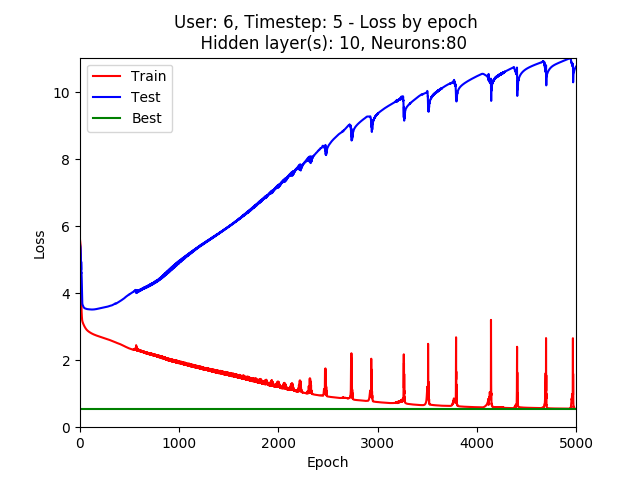 User: 6, Timestep: 5 - Loss by epoch
Hidden layer(s): 10, Neurons:80
Train
Test
Best
10
8
6
4
2
0
Loss
0 1000 2000 3000 4000 5000
Epoch